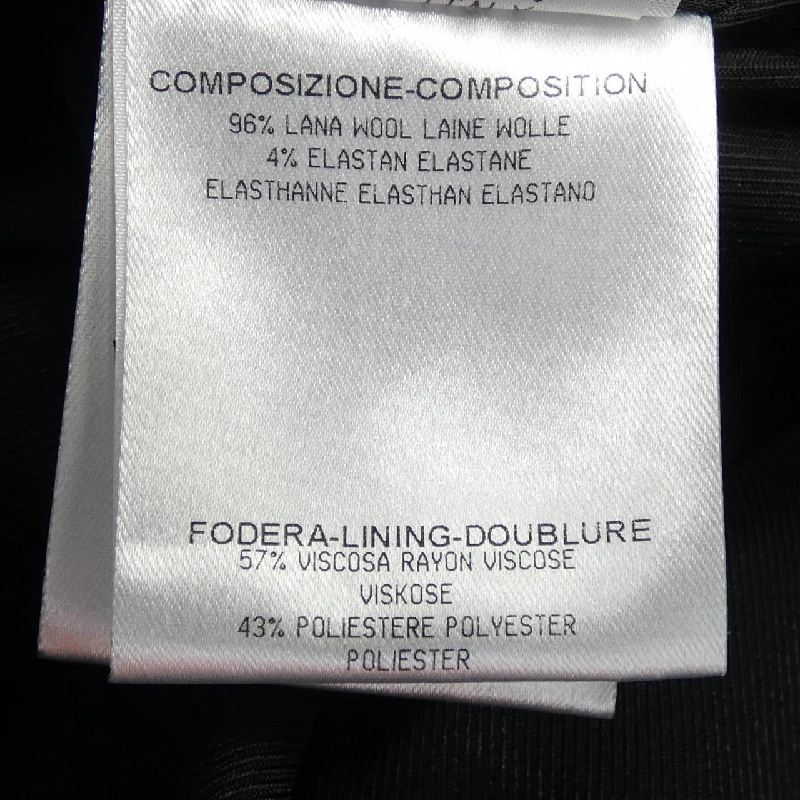 COMPOSIZIONE-COMPOSITION
96% LANA WOOL LAINE WOLLE
4% ELASTAN ELASTANE
ELASTHANNE ELASTHAN ELASTANO
FODERA-LINING-DOUBLURE
57% VISCOSA RAYON VISCOSE
VISKOSE
43% POLIESTERE POLYESTER
POLIESTER